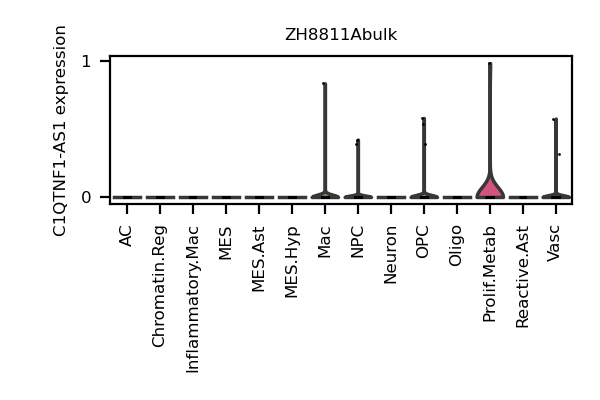 ZH8811Abulk
C1QTNF1-AS1 expression
1
0
AC
Chromatin.Reg
Inflammatory.Mac
MES
MES.Ast
MES.Hyp
Mac
NPC
Neuron
OPC
Oligo
Prolif.Metab
Reactive.Ast
Vasc